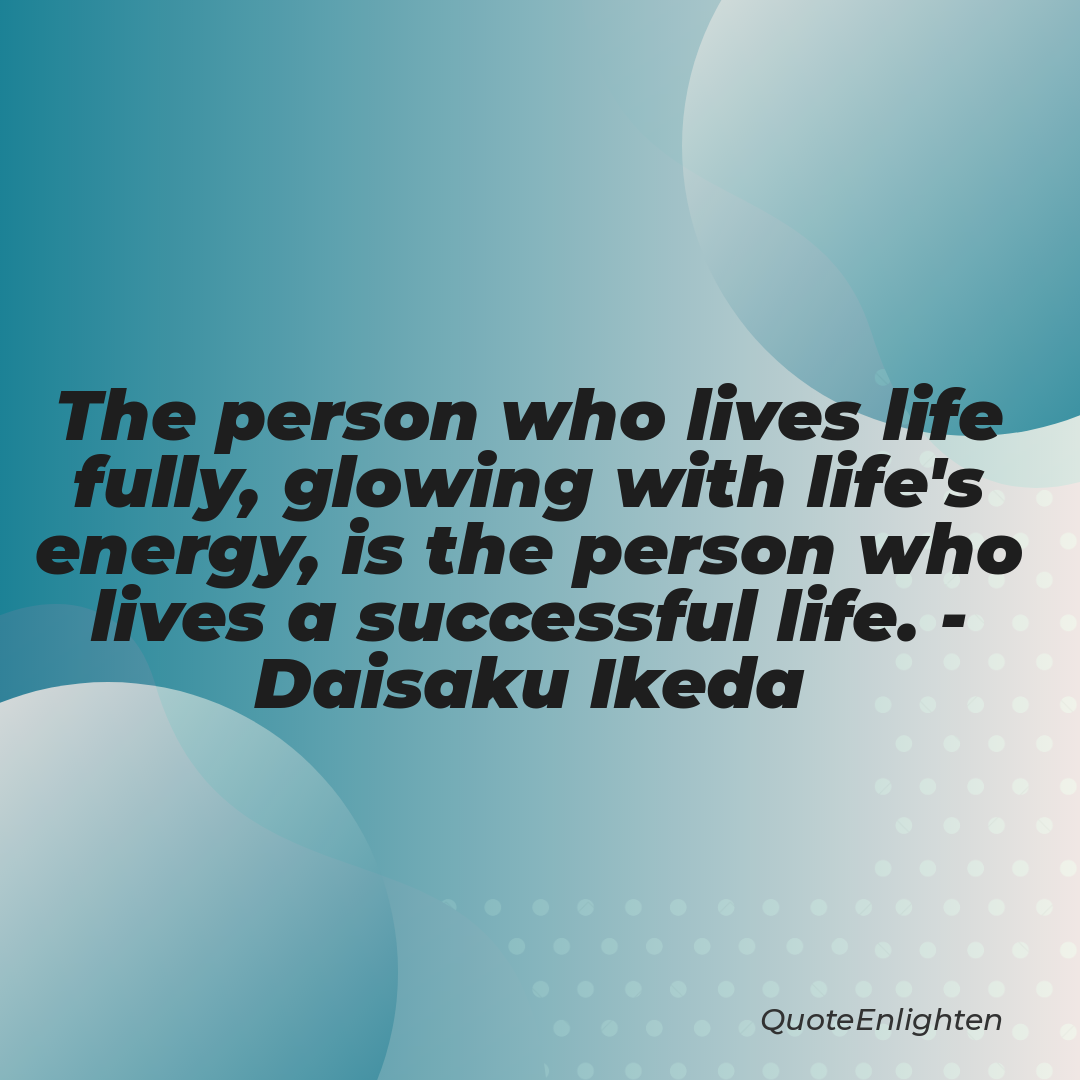 The person who lives life
fully, glowing with life's
energy, is the person who
lives a successful life. -
Daisaku Ikeda
QuoteEnlighten